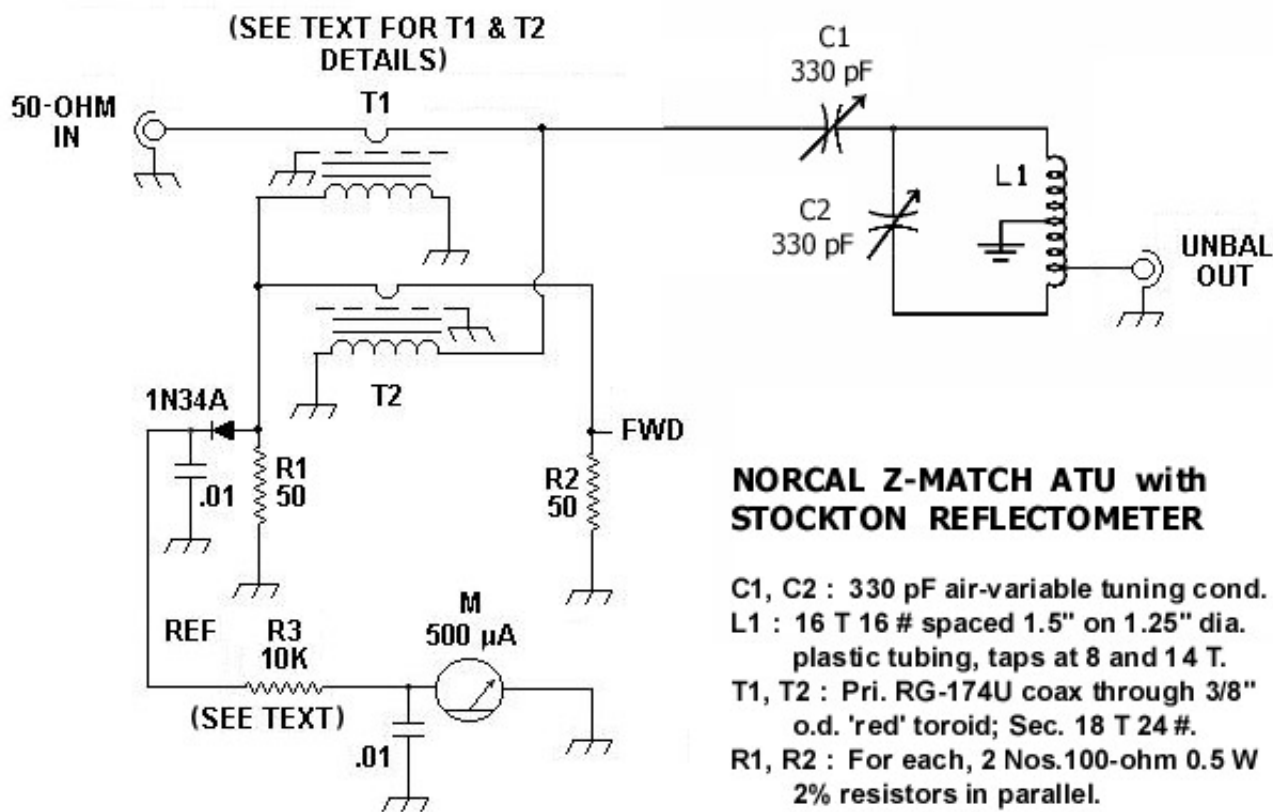 (SEE TEXT FOR T1 & T2
DETAILS)
50-OHM
IN
T1
C1
330 pF
C2
330 pF
L1
UNBAL
OUT
T2
1N34A
.01
R1
50
FWD
R2
50
REF
R3
10K
(SEE TEXT)
.01
M
500 µA
NORCAL Z-MATCH ATU with
STOCKTON REFLECTOMETER
C1, C2 : 330 pF air-variable tuning cond.
L1 : 16 T 16 # spaced 1.5" on 1.25" dia.
plastic tubing, taps at 8 and 14 T.
T1, T2 : Pri. RG-174U coax through 3/8"
o.d. 'red' toroid; Sec. 18 T 24 #.
R1, R2 : For each, 2 Nos.100-ohm 0.5 W
2% resistors in parallel.